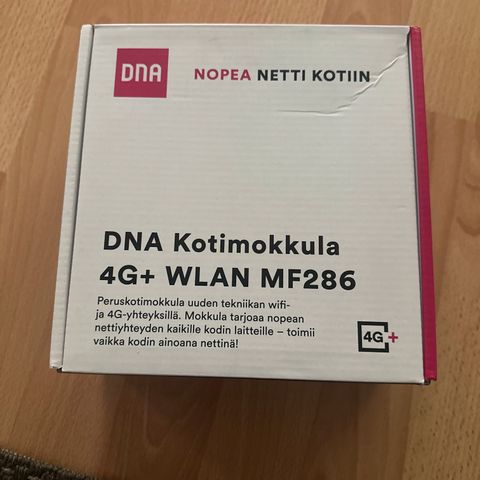 DNA
NOPEA NETTI KOTIIN
DNA Kotimokkula
4G+ WLAN MF286
Peruskotimokkula uuden tekniikan wifi-
ja 4G-yhteyksillä. Mokkula tarjoaa nopean
nettiyhteyden kaikille kodin laitteille – toimii
vaikka kodin ainoana nettinä!
4G+